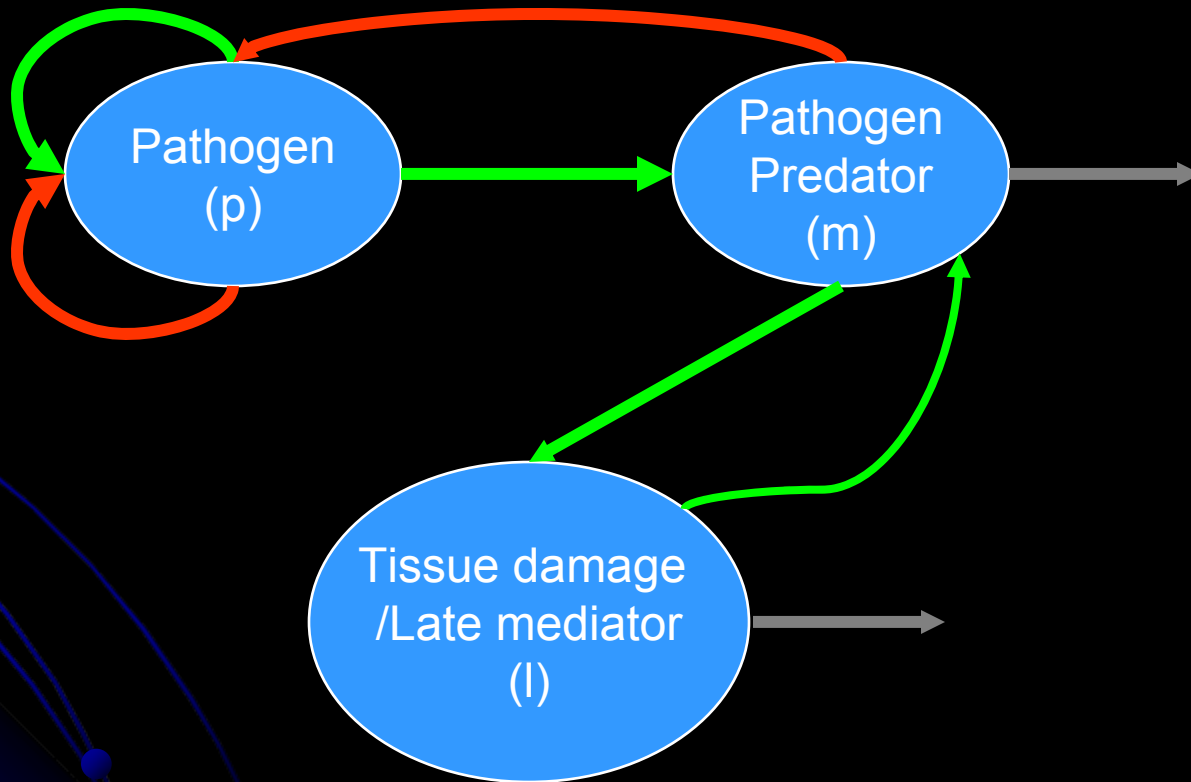 Pathogen
(p)
Pathogen
Predator
(m)
Tissue damage
/Late mediator
(l)